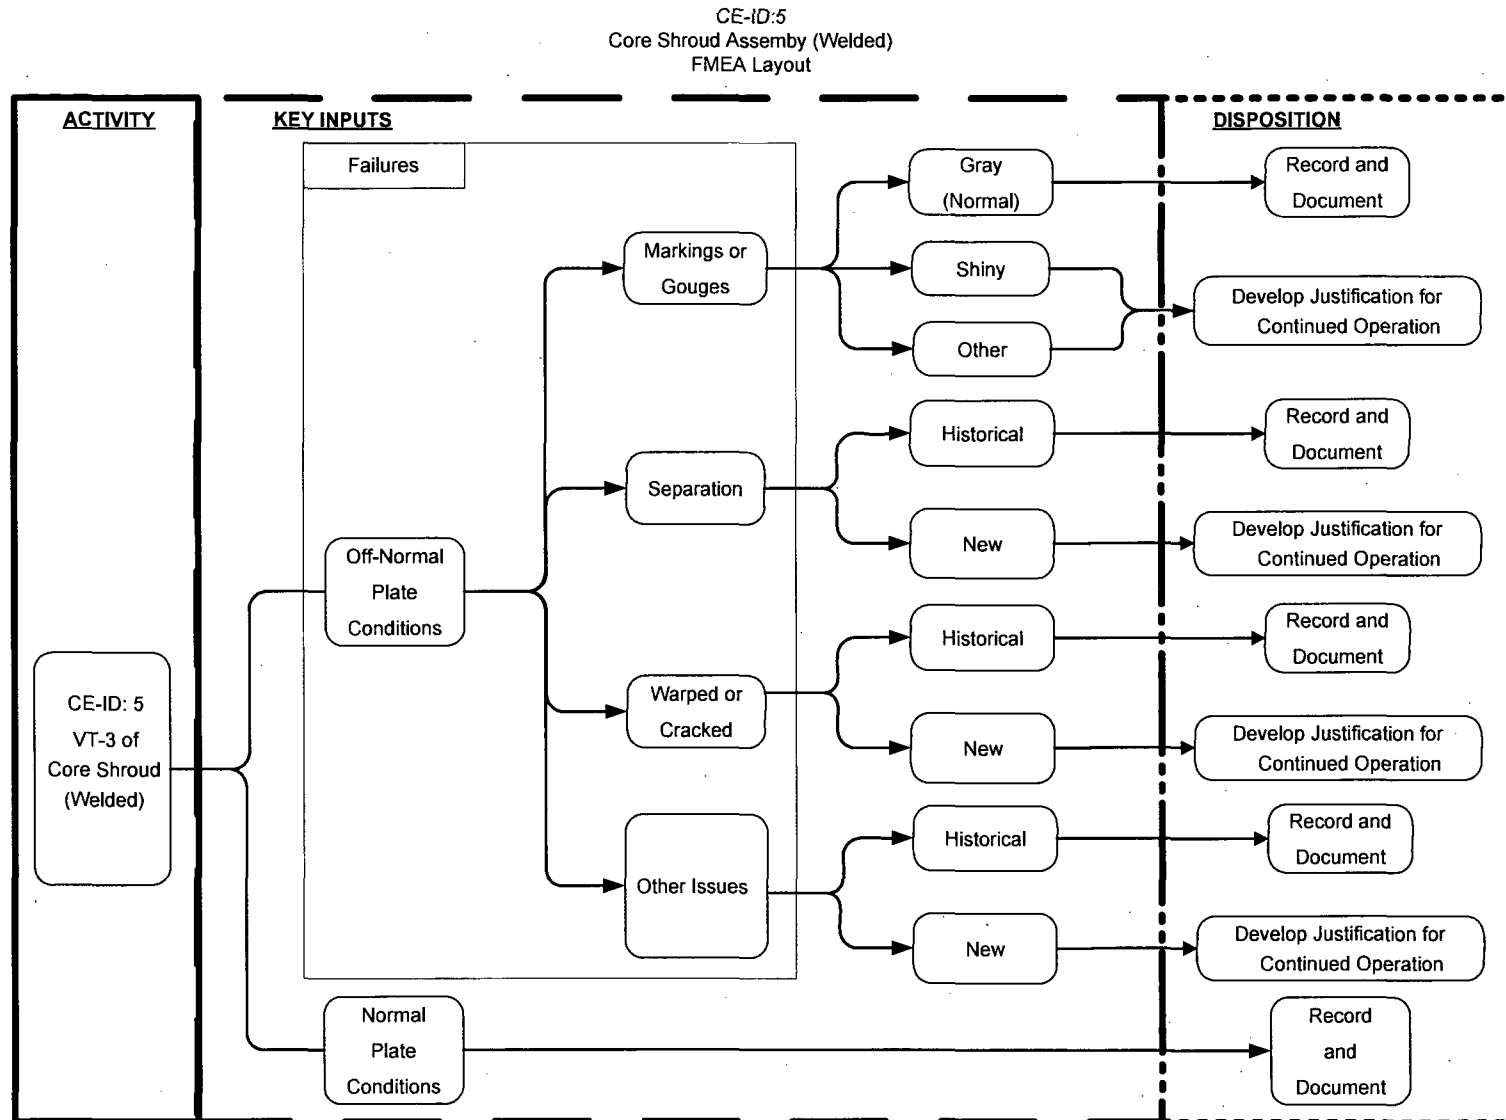 CE-ID:5
Core Shroud Assemby (Welded)
FMEA Layout
ACTIVITY
KEY INPUTS
DISPOSITION
Failures
Gray
(Normal)
Record and
Document
Markings or
Gouges
Shiny
Develop Justification for
Continued Operation
Other
Historical
Record and
Document
Separation
New
Develop Justification for
Continued Operation
Off-Normal
Plate
Conditions
Historical
Record and
Document
Warped or
Cracked
New
Develop Justification for
Continued Operation
CE-ID: 5
VT-3 of
Core Shroud
(Welded)
Historical
Record and
Document
Other Issues
New
Develop Justification for
Continued Operation
Normal
Plate
Conditions
Record
and
Document